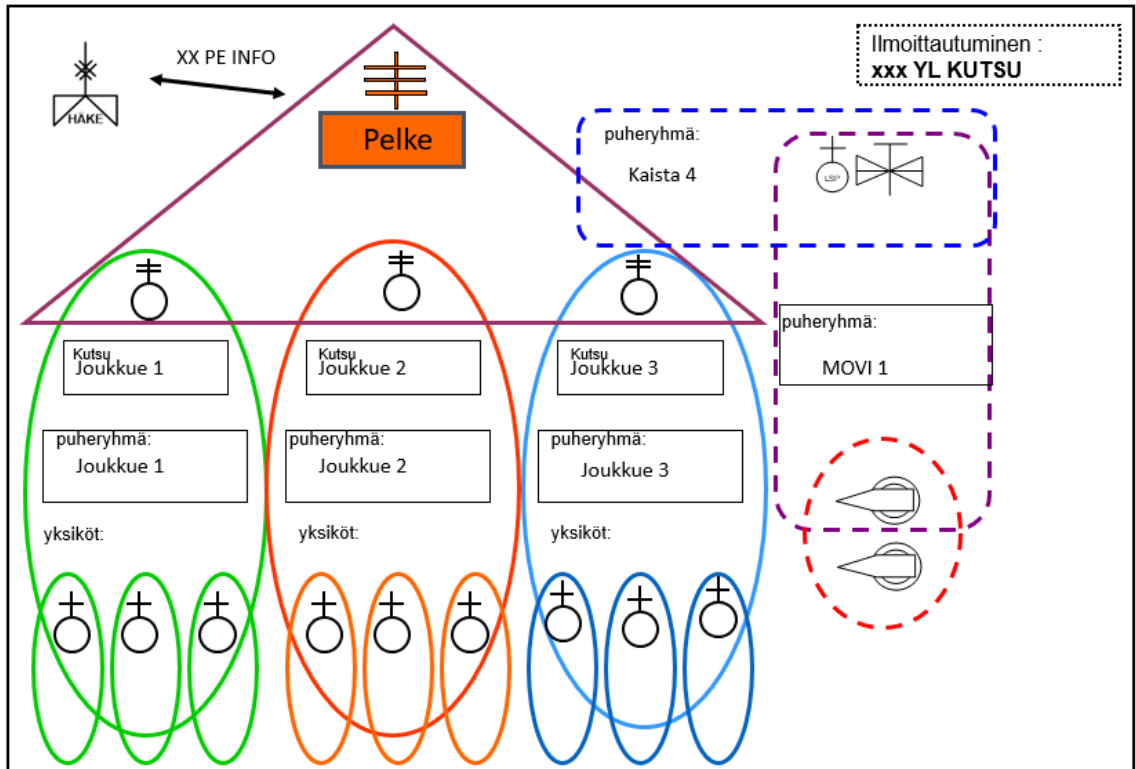 XX PE INFO
HÄKE
Pelke
Ilmoittautuminen :
xxx YL KUTSU
puheryhmä:
Kaista 4
LSP
puheryhmä:
MOVI 1
Kutsu
Joukkue 1
Kutsu
Joukkue 2
Kutsu
Joukkue 3
puheryhmä:
Joukkue 1
puheryhmä:
Joukkue 2
puheryhmä:
Joukkue 3
yksiköt:
yksiköt:
yksiköt: